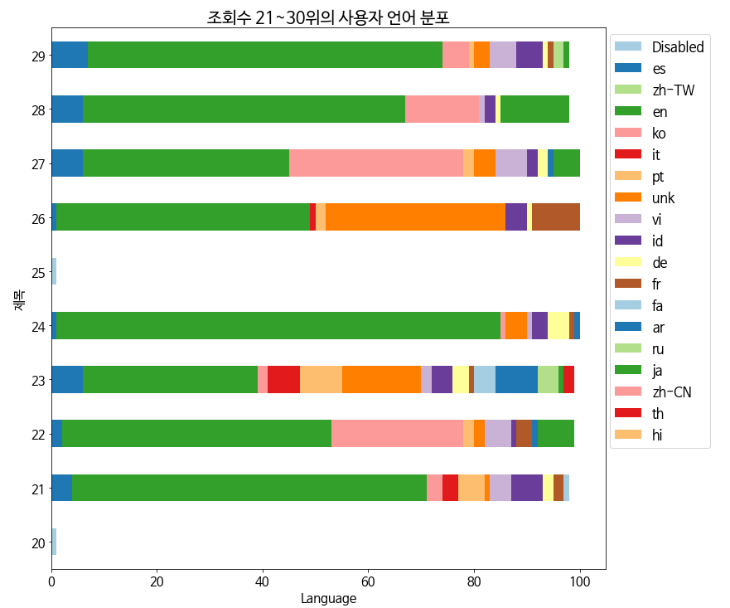 조회수 21~30위의 사용자 언어 분포
제목
29
28
27
26
25
24
23
22
21
20
0 20 40 60 80 100
Language
Disabled
es
zh-TW
en
ko
it
pt
unk
vi
id
de
fr
fa
ar
ru
ja
zh-CN
th
hi